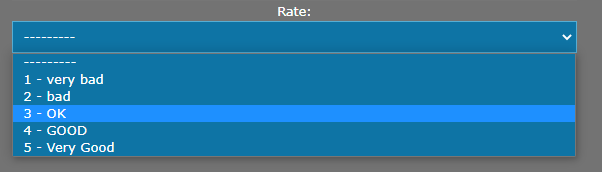 Rate:
---------
---------
1 - very bad
2 - bad
3 - OK
4 - GOOD
5 - Very Good